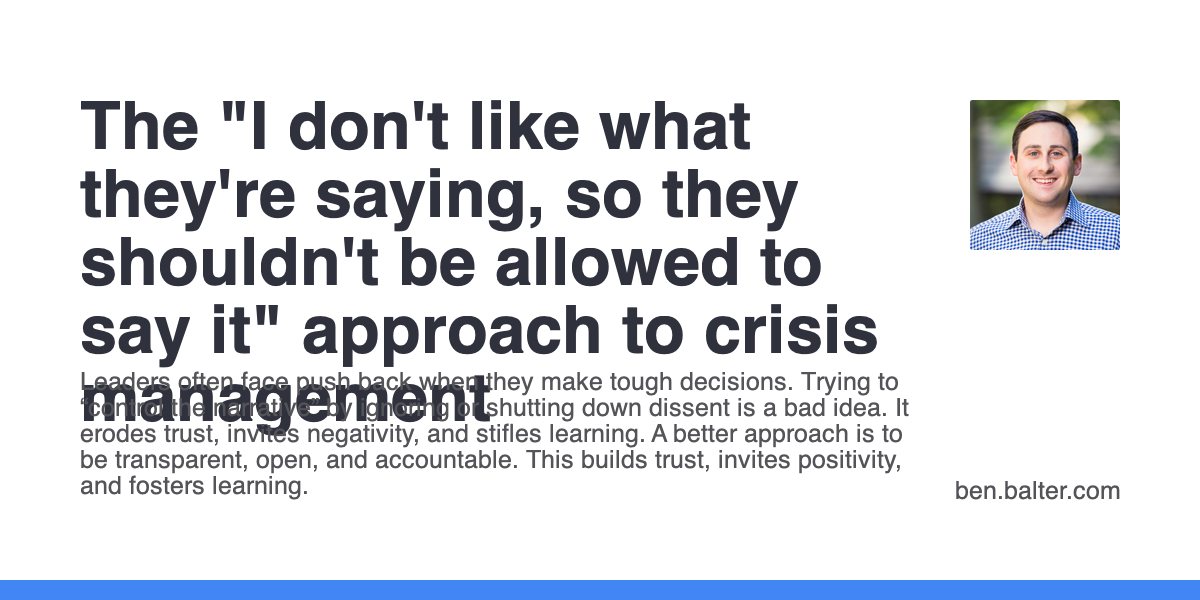 The "I don't like what
they're saying, so they
shouldn't be allowed to
say it" approach to crisis
management
Leaders often face push back when they make tough decisions. Trying to
“control the narrative” by ignoring or shutting down dissent is a bad idea. It
erodes trust, invites negativity, and stifles learning. A better approach is to
be transparent, open, and accountable. This builds trust, invites positivity,
and fosters learning.
ben.balter.com